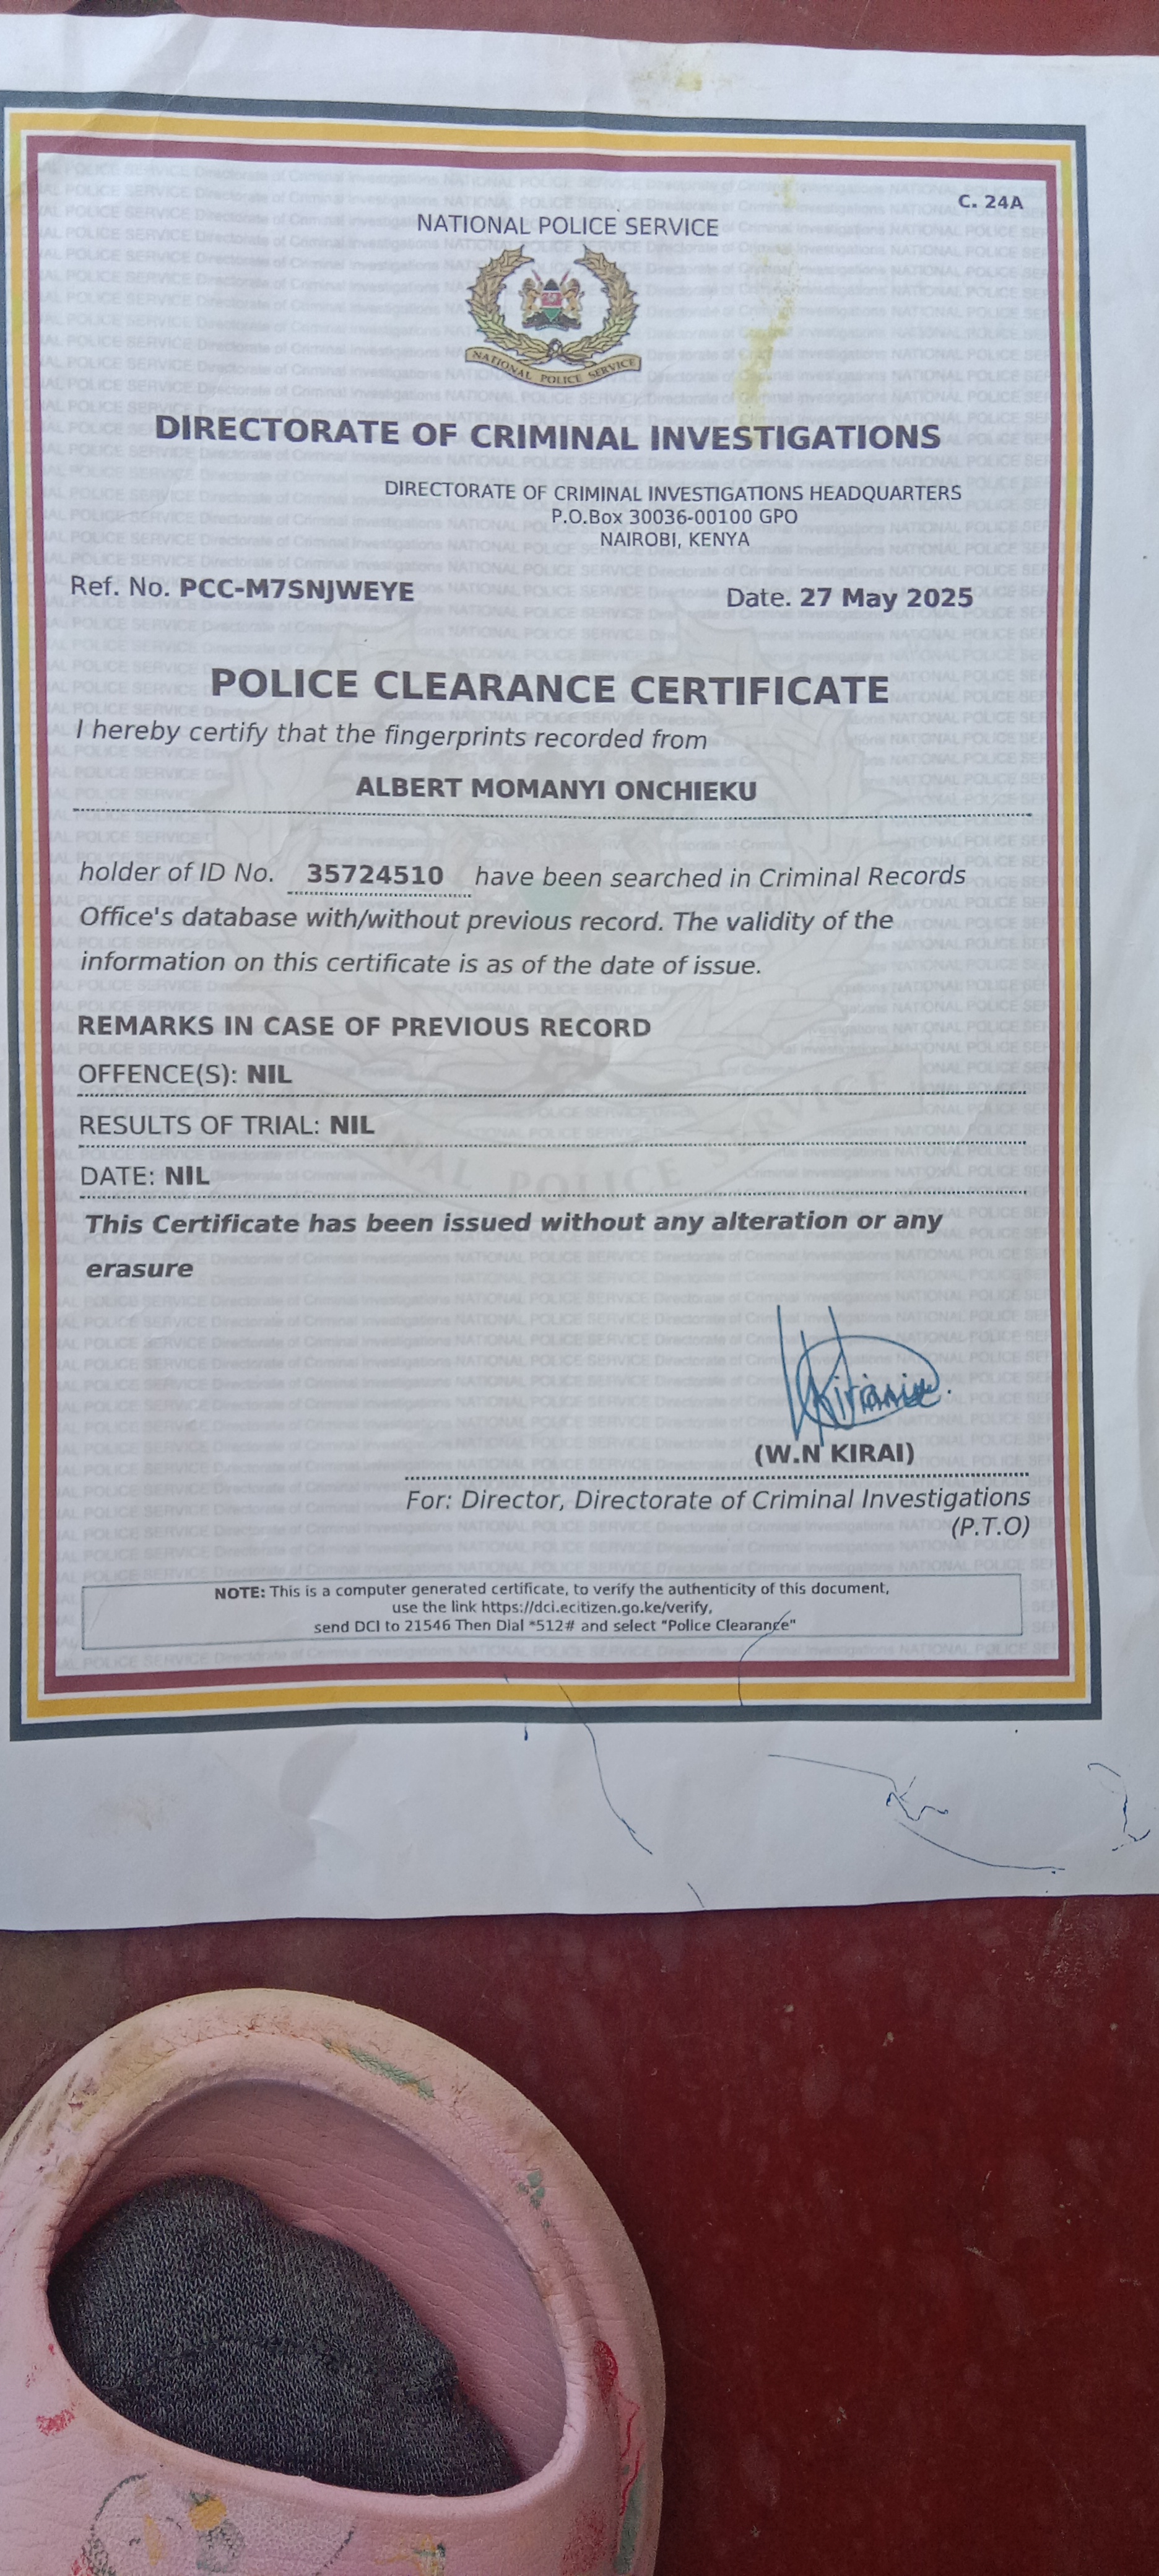 C. 24A
NATIONAL POLICE SERVICE
NATIONAL POLICE SERVICE
DIRECTORATE OF CRIMINAL INVESTIGATIONS
DIRECTORATE OF CRIMINAL INVESTIGATIONS HEADQUARTERS
P.O.Box 30036-00100 GPO
NAIROBI, KENYA
Ref. No. PCC-M7SNJWEYE Date. 27 May 2025
POLICE CLEARANCE CERTIFICATE
I hereby certify that the fingerprints recorded from
ALBERT MOMANYI ONCHIEKU
holder of ID No. 35724510 have been searched in Criminal Records
Office's database with/without previous record. The validity of the
information on this certificate is as of the date of issue.
REMARKS IN CASE OF PREVIOUS RECORD
OFFENCE(S): NIL
RESULTS OF TRIAL: NIL
DATE: NIL
This Certificate has been issued without any alteration or any
erasure
(W.N KIRAI)
For: Director, Directorate of Criminal Investigations
(P.T.O)
NOTE: This is a computer generated certificate, to verify the authenticity of this document,
use the link https://dci.ecitizen.go.ke/verify,
send DCI to 21546 Then Dial *512# and select "Police Clearance"